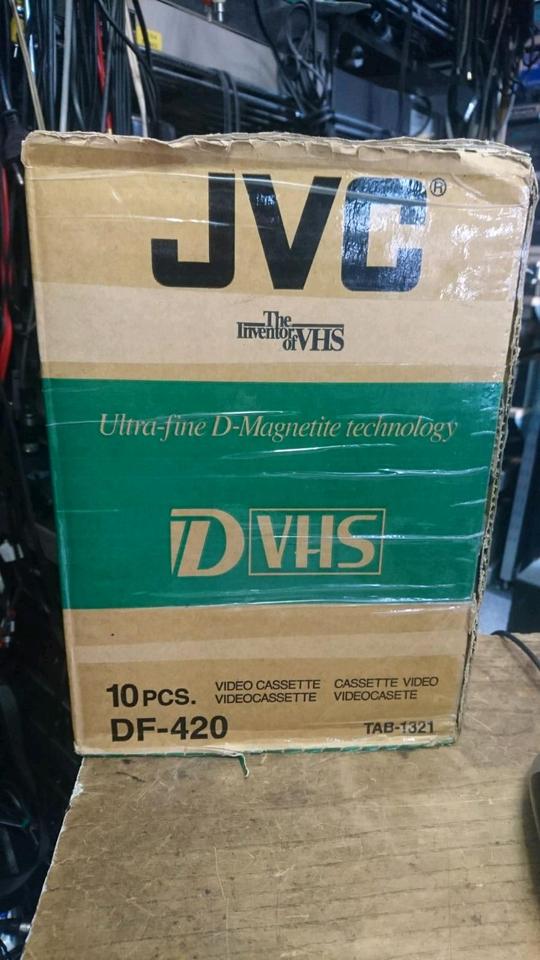 JVC®
The
Inventor
of VHS
Ultra-fine D-Magnetite technology
D VHS
10 PCS. VIDEO CASSETTE CASSETTE VIDEO
VIDEOCASSETTE VIDEOCASETE
DF-420 TAB-1321